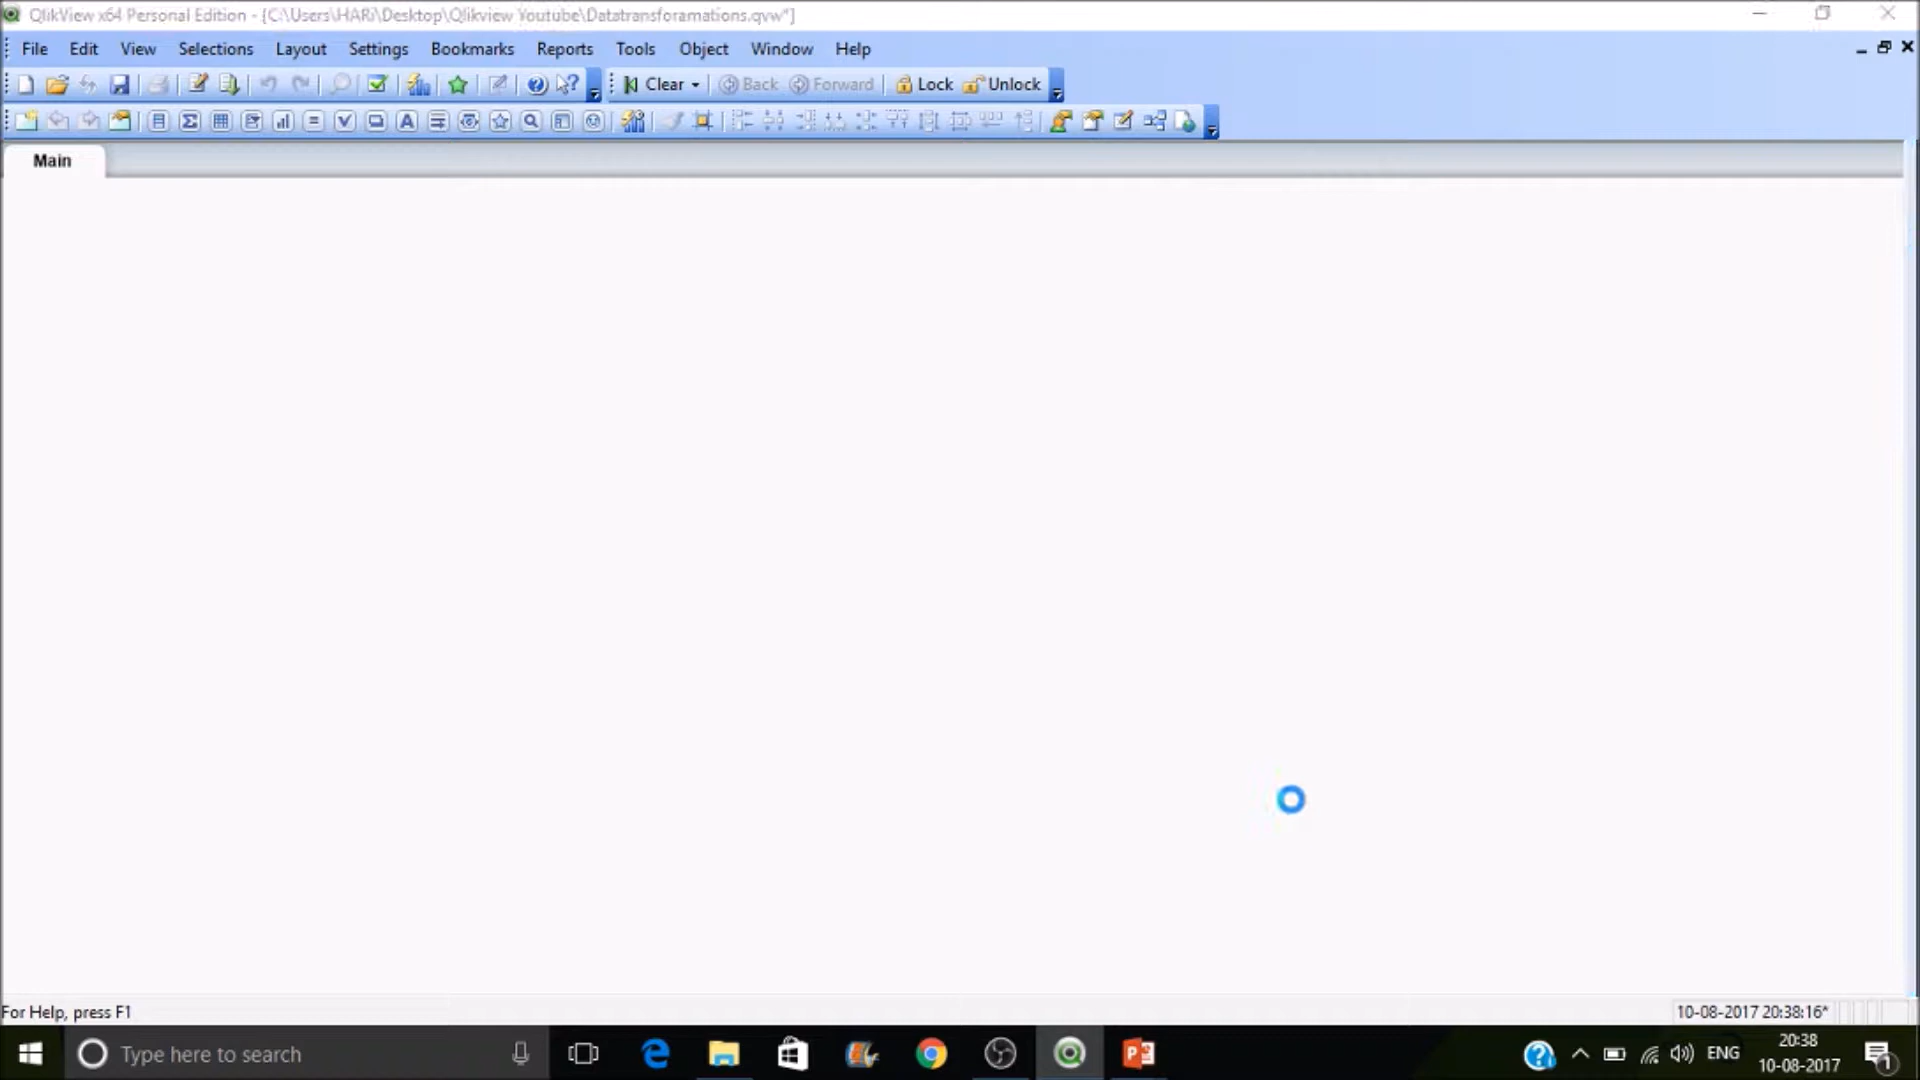 QlikView x64 Personal Edition - [C:\Users\HARi\Desktop\Qlikview Youtube\Datatransforamations.qvw*]
File Edit View Selections Layout Settings Bookmarks Reports Tools Object Window Help
Clear Back Forward Lock Unlock
Main
For Help, press F1
10-08-2017 20:38:16*
Type here to search
ENG
20:38
10-08-2017
1